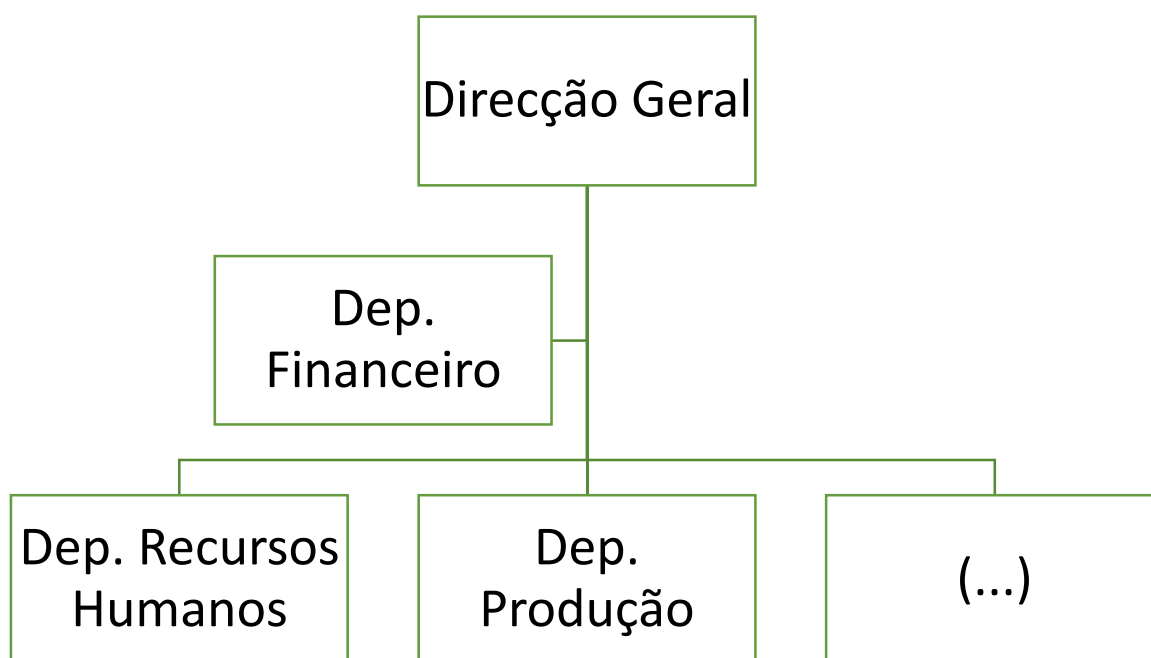 Direcção Geral
Dep.
Financeiro
Dep. Recursos
Humanos
Dep.
Produção
(...)